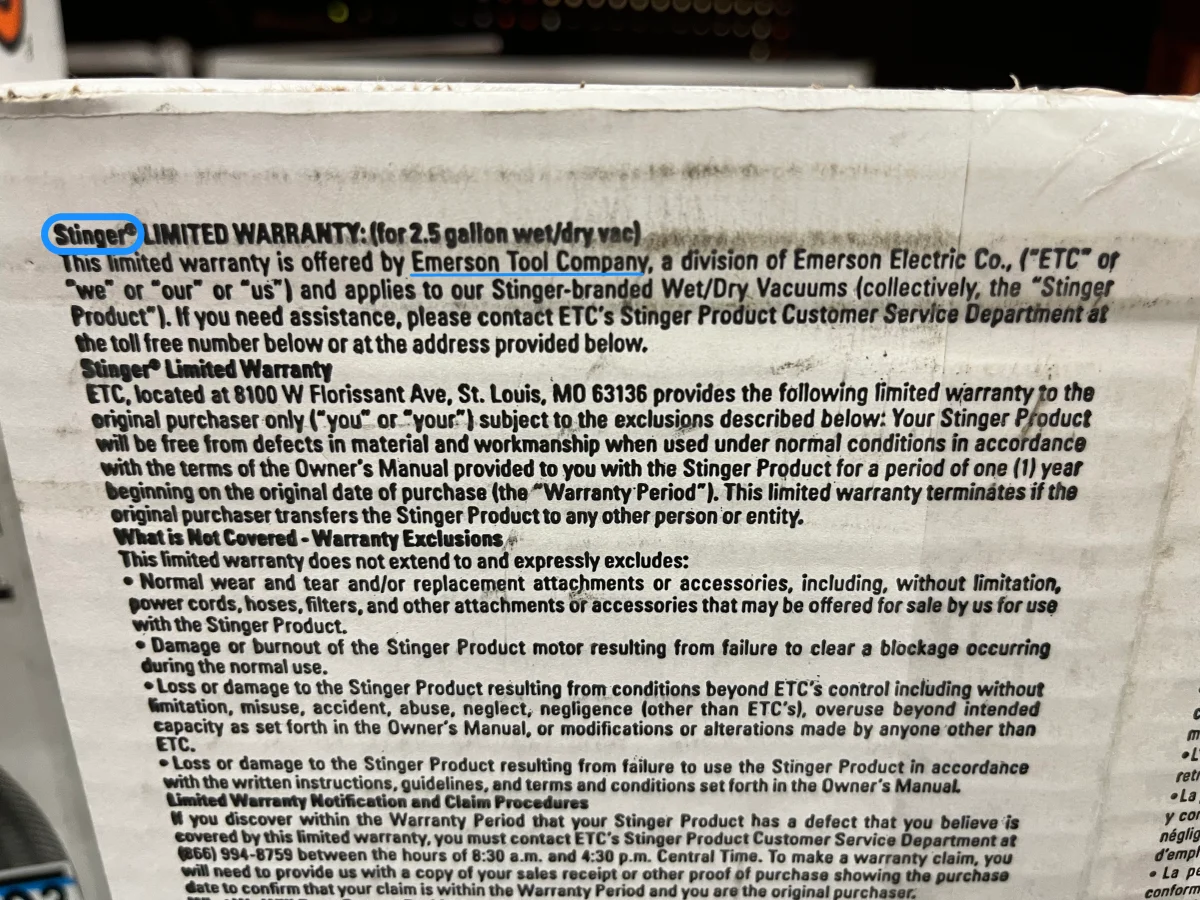 Stinger® LIMITED WARRANTY: (for 2.5 gallon wet/dry vac)
This limited warranty is offered by Emerson Tool Company, a division of Emerson Electric Co., ("ETC" or
"we" or "our" or "us") and applies to our Stinger-branded Wet/Dry Vacuums (collectively, the "Stinger
Product"). If you need assistance, please contact ETC's Stinger Product Customer Service Department at
the toll free number below or at the address provided below.
Stinger® Limited Warranty
ETC, located at 8100 W Florissant Ave, St. Louis, MO 63136 provides the following limited warranty to the
original purchaser only ("you" or "your") subject to the exclusions described below: Your Stinger Product
will be free from defects in material and workmanship when used under normal conditions in accordance
with the terms of the Owner's Manual provided to you with the Stinger Product for a period of one (1) year
beginning on the original date of purchase (the "Warranty Period"). This limited warranty terminates if the
original purchaser transfers the Stinger Product to any other person or entity.
What is Not Covered - Warranty Exclusions
This limited warranty does not extend to and expressly excludes:
• Normal wear and tear and/or replacement attachments or accessories, including, without limitation,
power cords, hoses, filters, and other attachments or accessories that may be offered for sale by us for use
with the Stinger Product.
• Damage or burnout of the Stinger Product motor resulting from failure to clear a blockage occurring
during the normal use.
• Loss or damage to the Stinger Product resulting from conditions beyond ETC's control including without
limitation, misuse, accident, abuse, neglect, negligence (other than ETC's), overuse beyond intended
capacity as set forth in the Owner's Manual, or modifications or alterations made by anyone other than
ETC.
• Loss or damage to the Stinger Product resulting from failure to use the Stinger Product in accordance
with the written instructions, guidelines, and terms and conditions set forth in the Owner's Manual.
Limited Warranty Notification and Claim Procedures
If you discover within the Warranty Period that your Stinger Product has a defect that you believe is
covered by this limited warranty, you must contact ETC's Stinger Product Customer Service Department at
(866) 994-8759 between the hours of 8:30 a.m. and 4:30 p.m. Central Time. To make a warranty claim, you
will need to provide us with a copy of your sales receipt or other proof of purchase showing the purchase
date to confirm that your claim is within the Warranty Period and you are the original purchaser.
• La
y
d'empl
• La